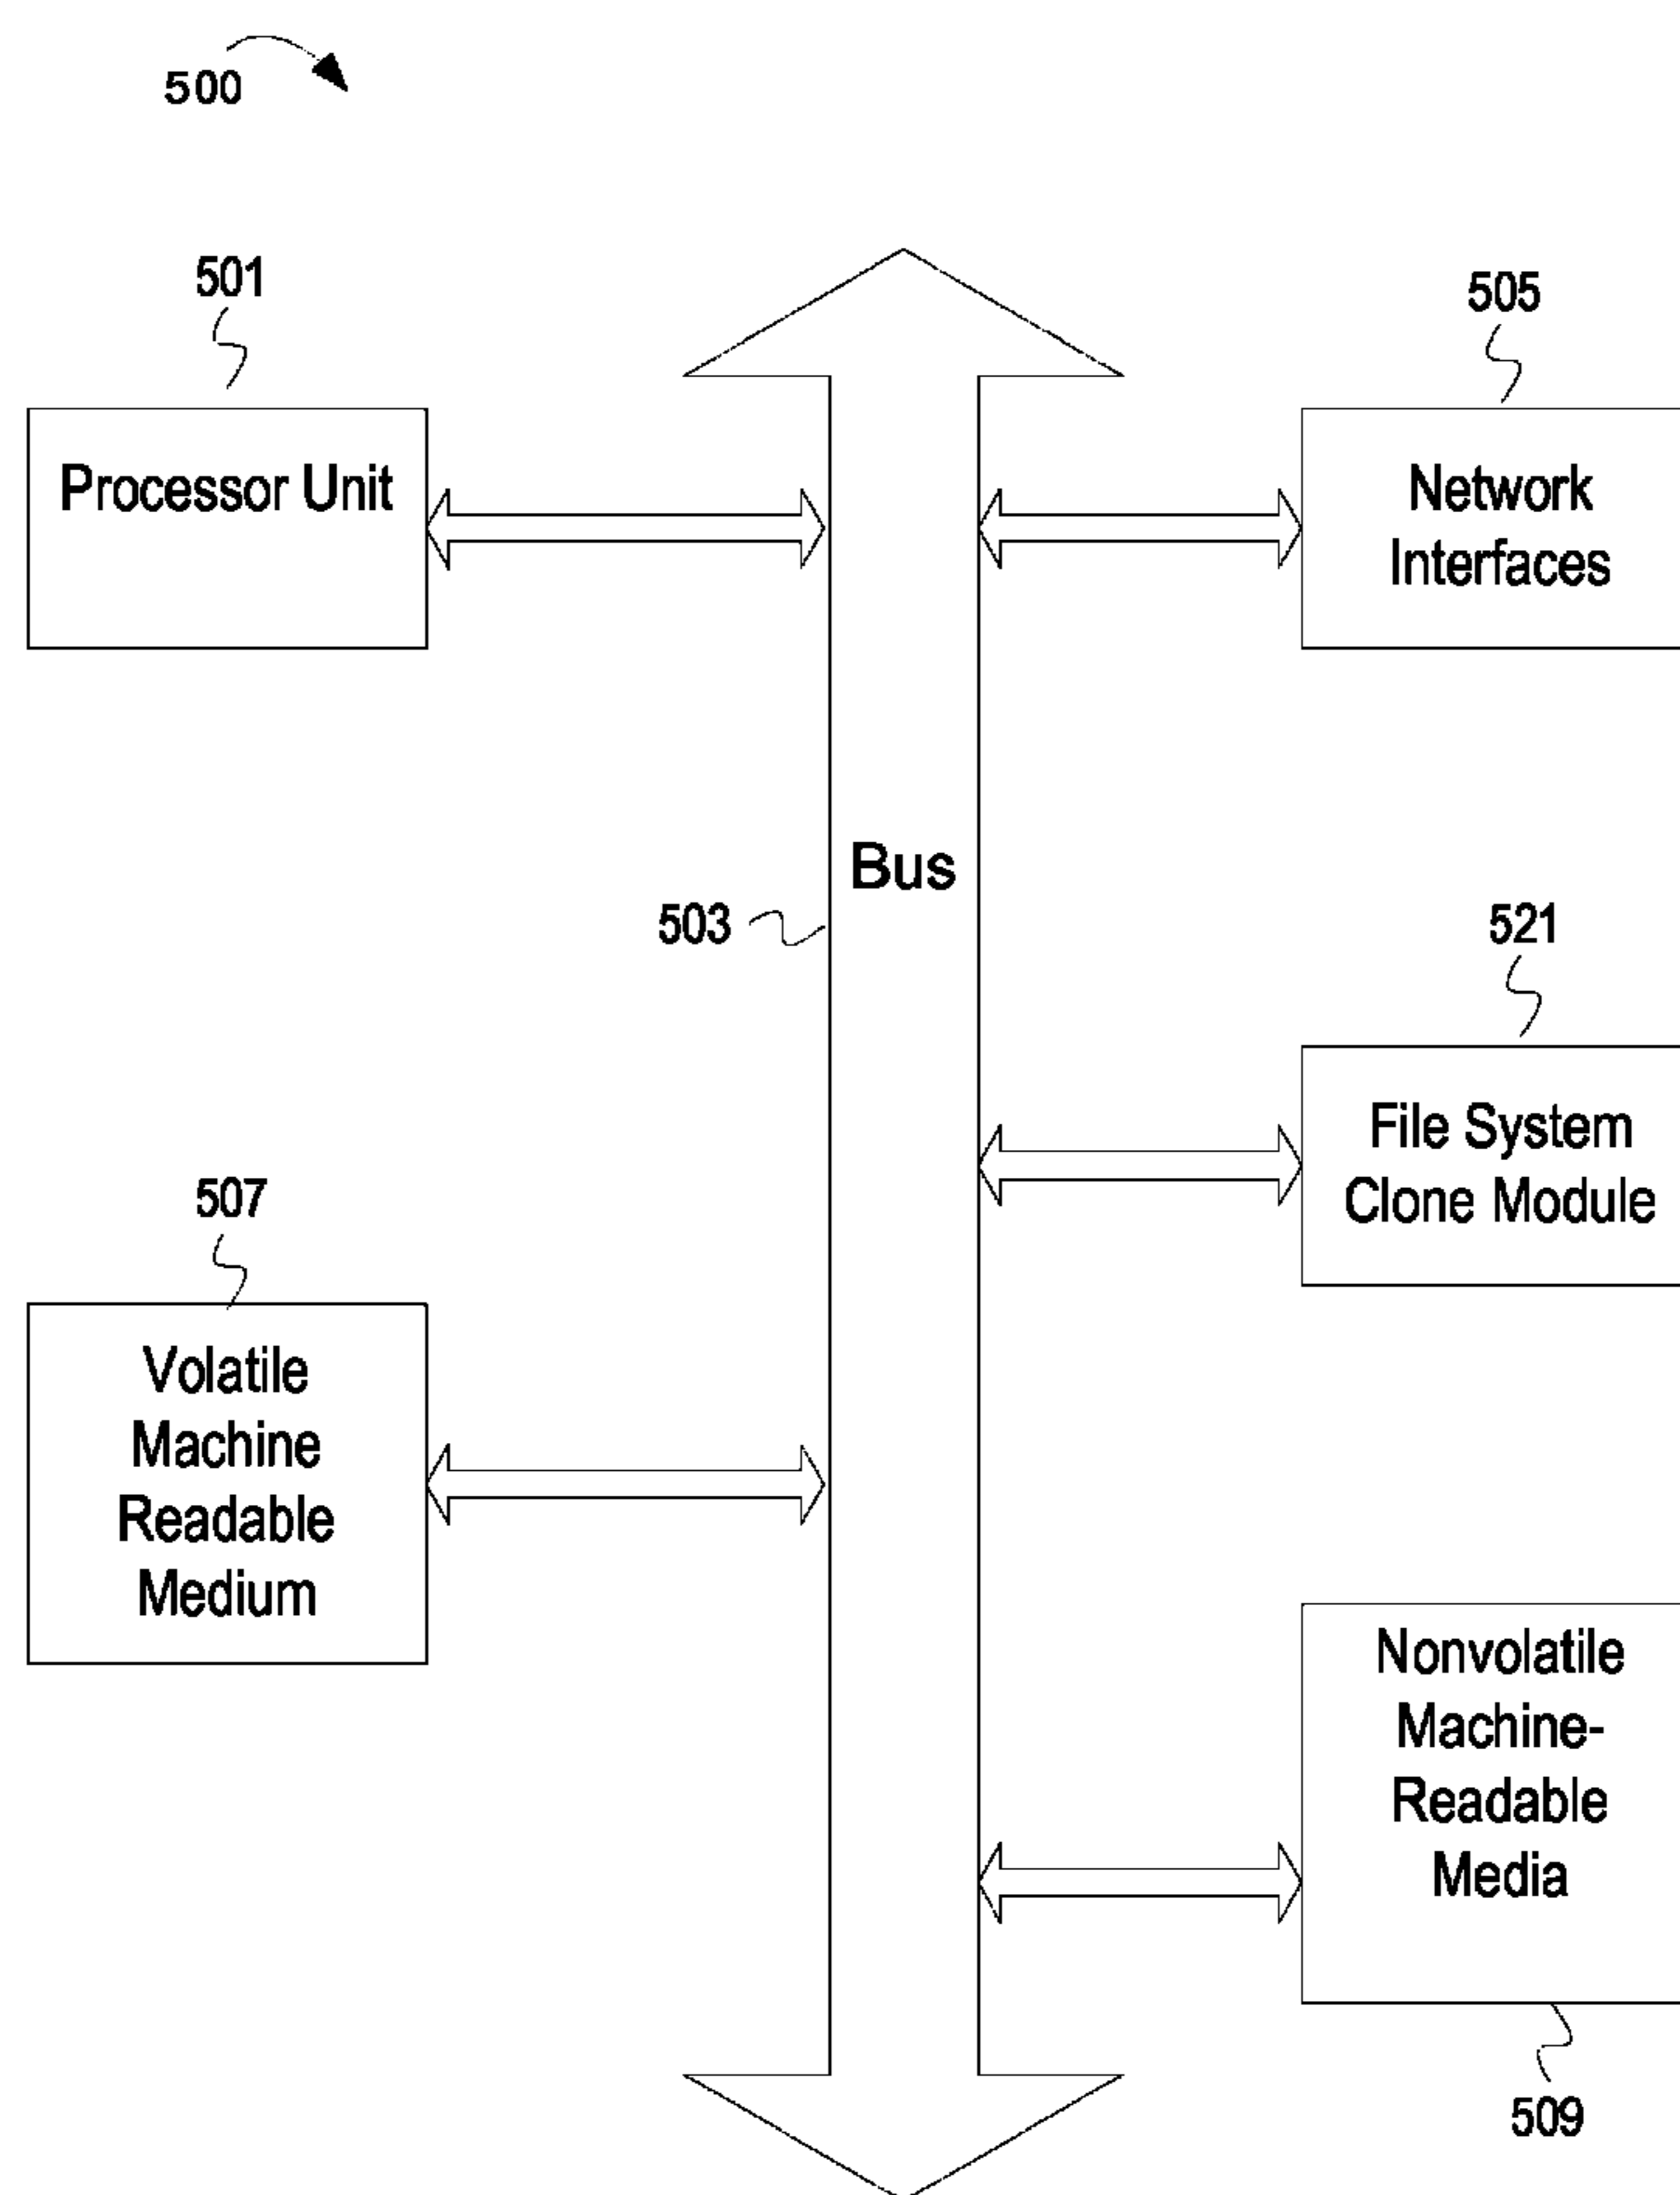 500
501
Processor Unit
505
Network
Interfaces
Bus
503
521
File System
Clone Module
507
Volatile
Machine
Readable
Medium
Nonvolatile
Machine-
Readable
Media
509